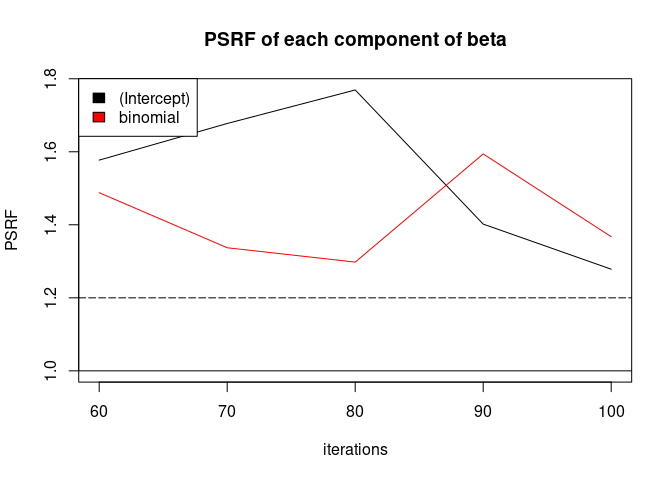 PSRF of each component of beta
(Intercept)
binomial
PSRF
1.8
1.6
1.4
1.2
1.0
60 70 80 90 100
iterations